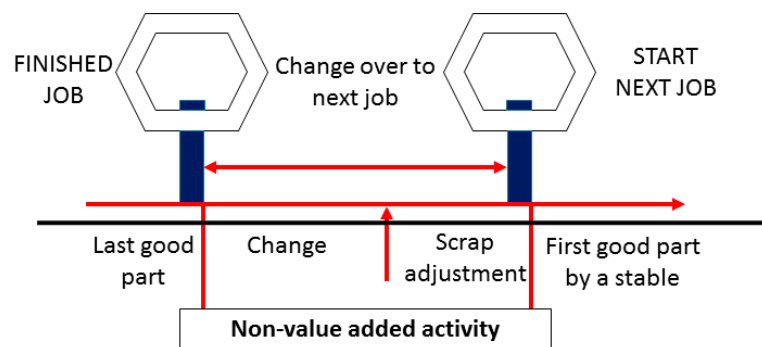 FINISHED
JOB
Change over to
next job
START
NEXT JOB
Last good
part
Change
Scrap
adjustment
First good part
by a stable
Non-value added activity